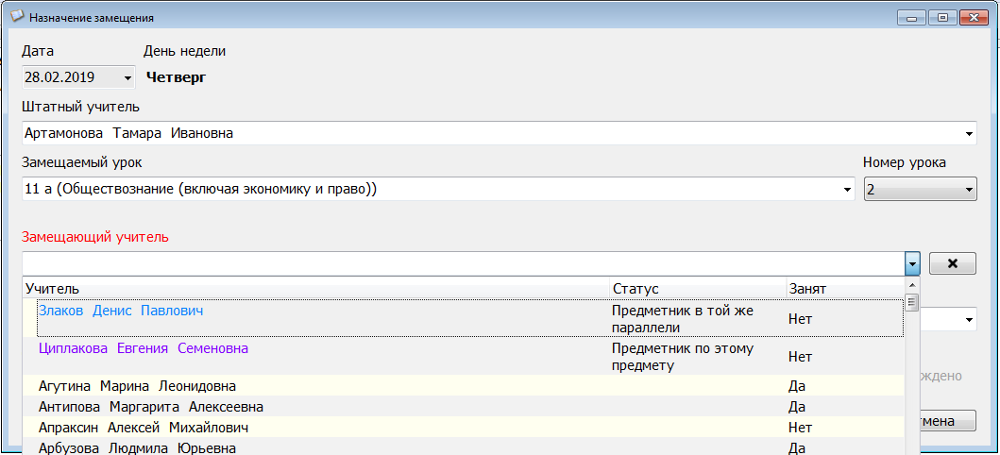 Назначение замещения
Дата День недели
28.02.2019 Четверг
Штатный учитель
Артамонова Тамара Ивановна
Замещаемый урок Номер урока
11 а (Обществознание (включая экономику и право)) 2
Замещающий учитель
Учитель Статус Занят
Злаков Денис Павлович Предметник в той же параллели Нет
Циплакова Евгения Семеновна Предметник по этому предмету Нет
Агутина Марина Леонидовна Да
Антипова Маргарита Алексеевна Да
ждено
Апраксин Алексей Михайлович Нет
мена
Арбузова Людмила Юрьевна Да